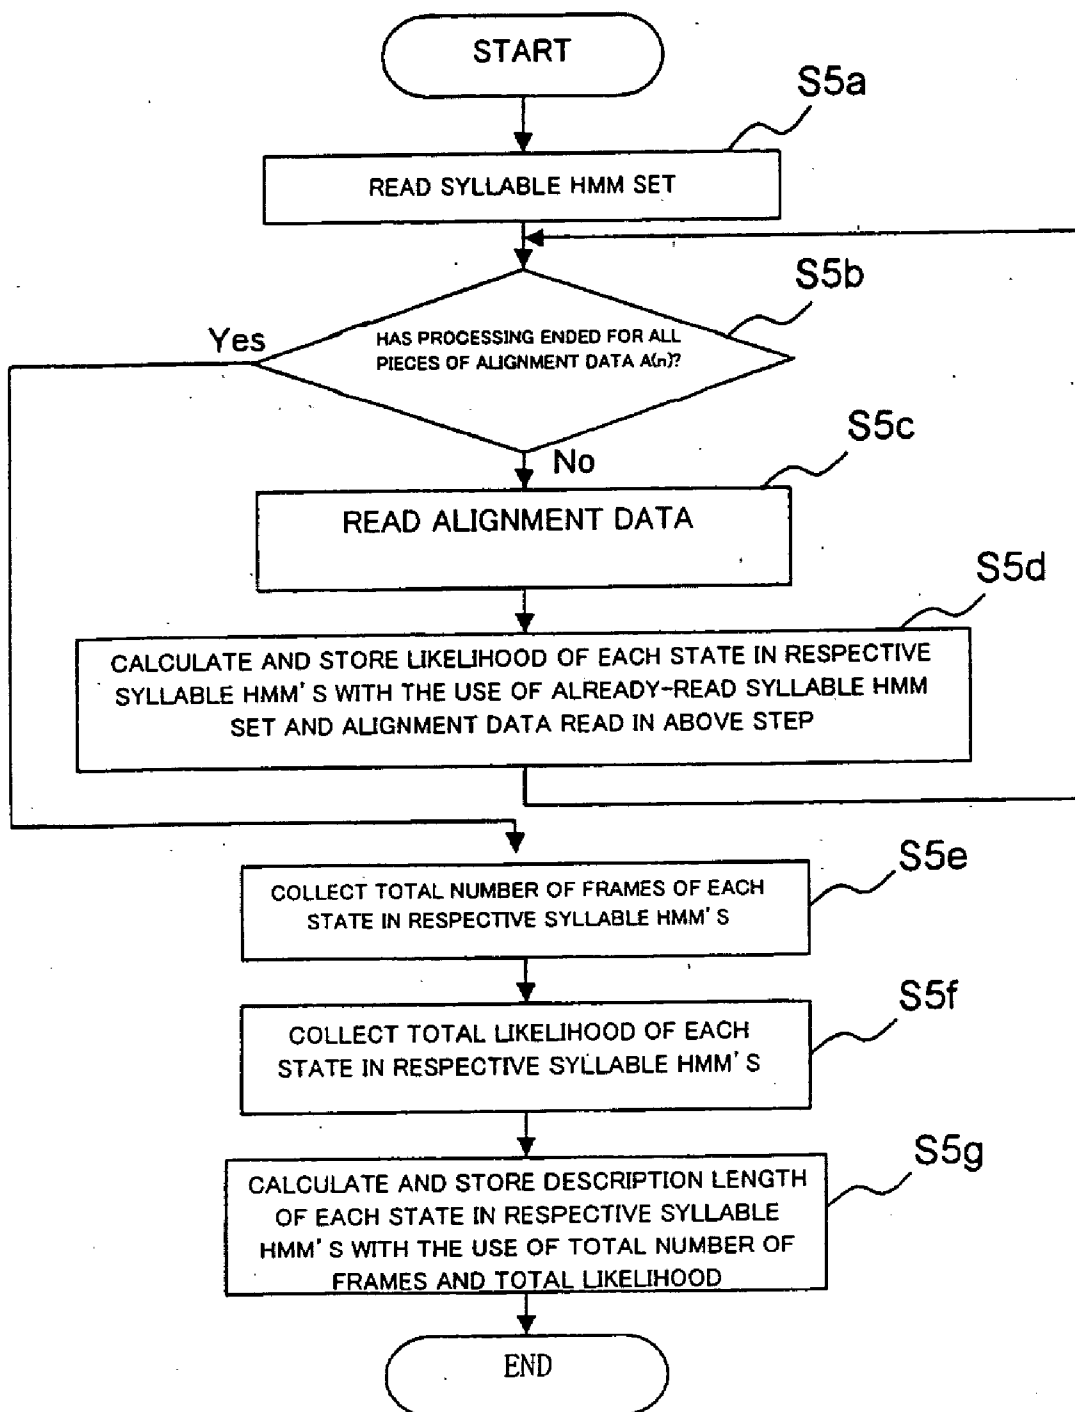 START
S5a
READ SYLLABLE HMM SET
S5b
Yes
HAS PROCESSING ENDED FOR ALL
PIECES OF ALIGNMENT DATA A(n)?
S5c
No
READ ALIGNMENT DATA
S5d
CALCULATE AND STORE LIKELIHOOD OF EACH STATE IN RESPECTIVE
SYLLABLE HMM'S WITH THE USE OF ALREADY-READ SYLLABLE HMM
SET AND ALIGNMENT DATA READ IN ABOVE STEP
S5e
COLLECT TOTAL NUMBER OF FRAMES OF EACH
STATE IN RESPECTIVE SYLLABLE HMM'S
S5f
COLLECT TOTAL LIKELIHOOD OF EACH
STATE IN RESPECTIVE SYLLABLE HMM'S
S5g
CALCULATE AND STORE DESCRIPTION LENGTH
OF EACH STATE IN RESPECTIVE SYLLABLE
HMM'S WITH THE USE OF TOTAL NUMBER OF
FRAMES AND TOTAL LIKELIHOOD
END